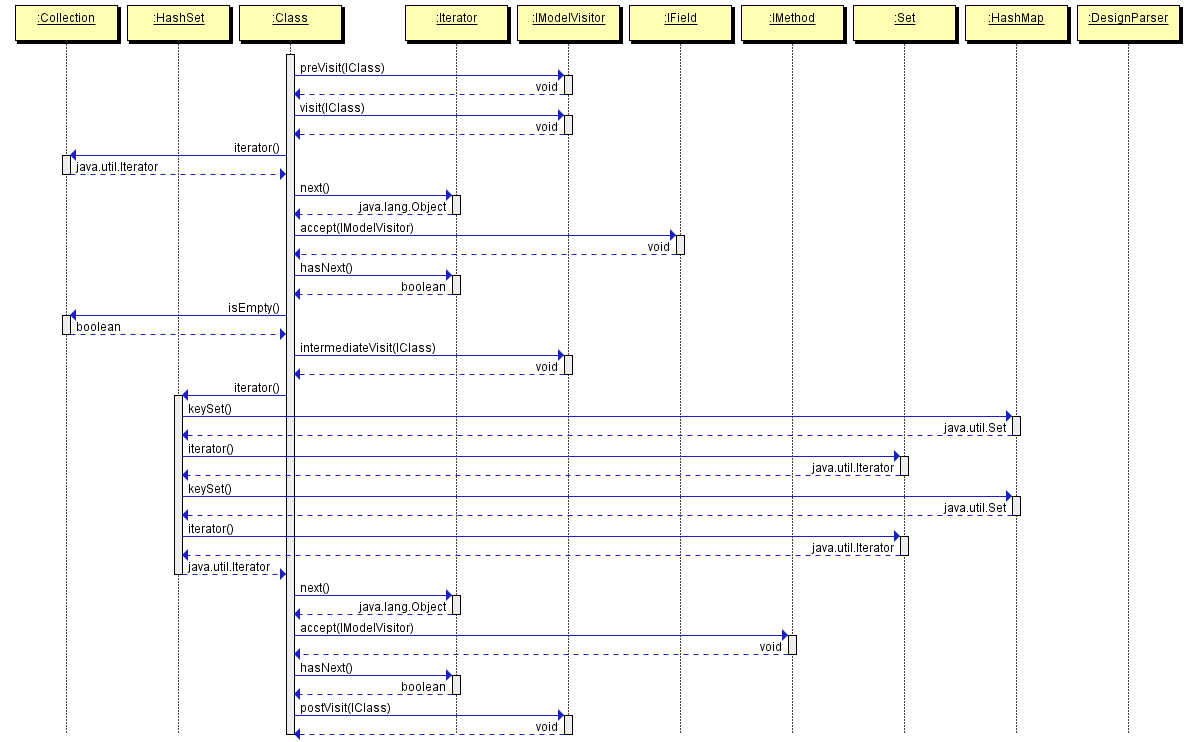 :Collection
:HashSet
:Class
:Iterator
:IModelVisitor
:IField
:IMethod
:Set
:HashMap
:DesignParser
preVisit(IClass)
void
visit(IClass)
void
iterator()
java.util.Iterator
next()
java.lang.Object
accept(IModelVisitor)
void
hasNext()
boolean
isEmpty()
boolean
intermediateVisit(IClass)
void
iterator()
keySet()
java.util.Set
iterator()
java.util.Iterator
keySet()
java.util.Set
iterator()
java.util.Iterator
java.util.Iterator
next()
java.lang.Object
accept(IModelVisitor)
void
hasNext()
boolean
postVisit(IClass)
void